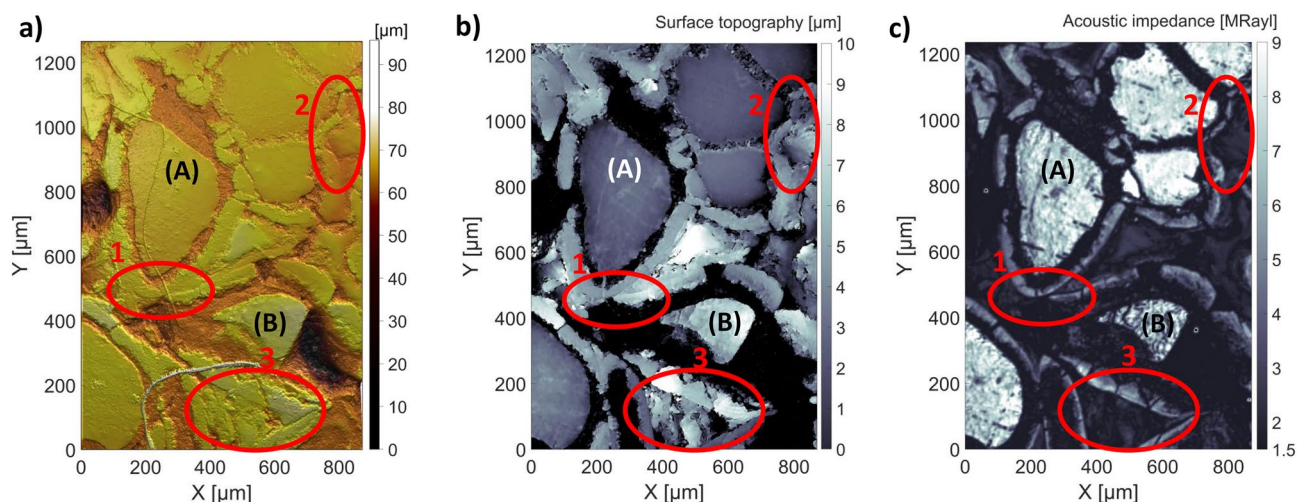 a)
[µm]
1200
1000
800
600
400
200
0
0 200 400 600 800
X [µm]
Y [µm]
90
80
70
60
50
40
30
20
10
0
(A)
(B)
1
2
3
b)
Surface topography [µm]
1200
1000
800
600
400
200
0
0 200 400 600 800
X [µm]
Y [µm]
10
9
8
7
6
5
4
3
2
1
0
(A)
(B)
1
2
3
c)
Acoustic impedance [MRayl]
1200
1000
800
600
400
200
0
0 200 400 600 800
X [µm]
Y [µm]
9
8
7
6
5
4
3
2
1.5
(A)
(B)
1
2
3